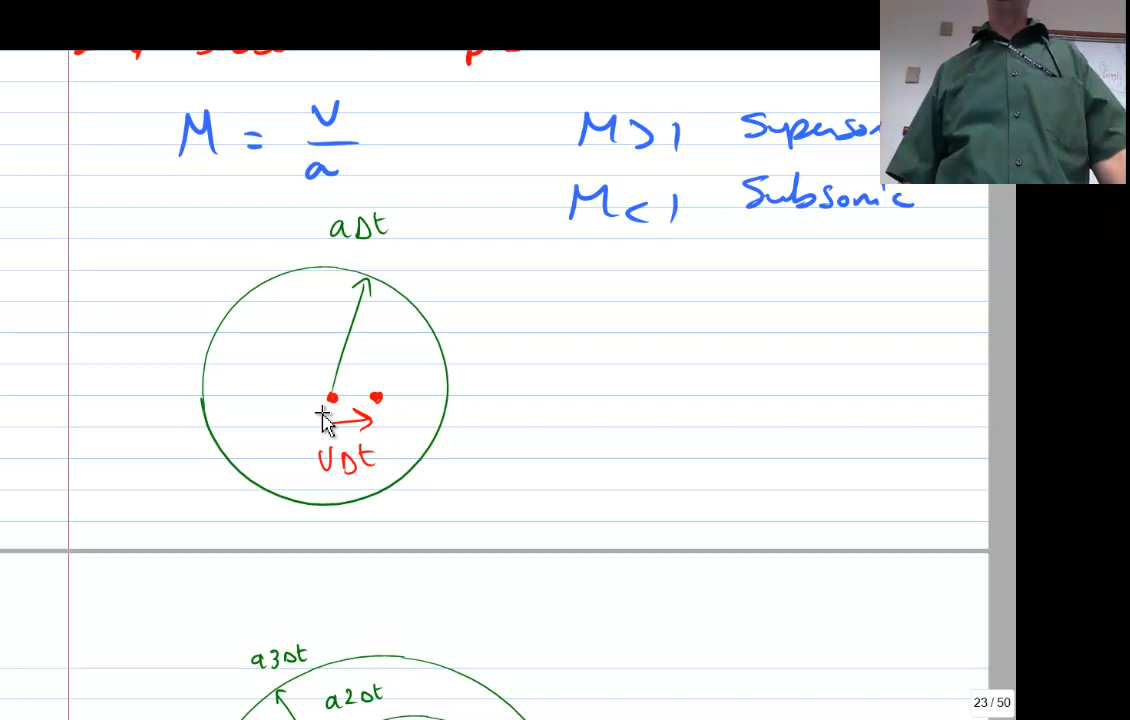 M = v/a
M > 1 Superso
M < 1 Subsonic
aΔt
VΔt
a3Δt
a2Δt
23 / 50